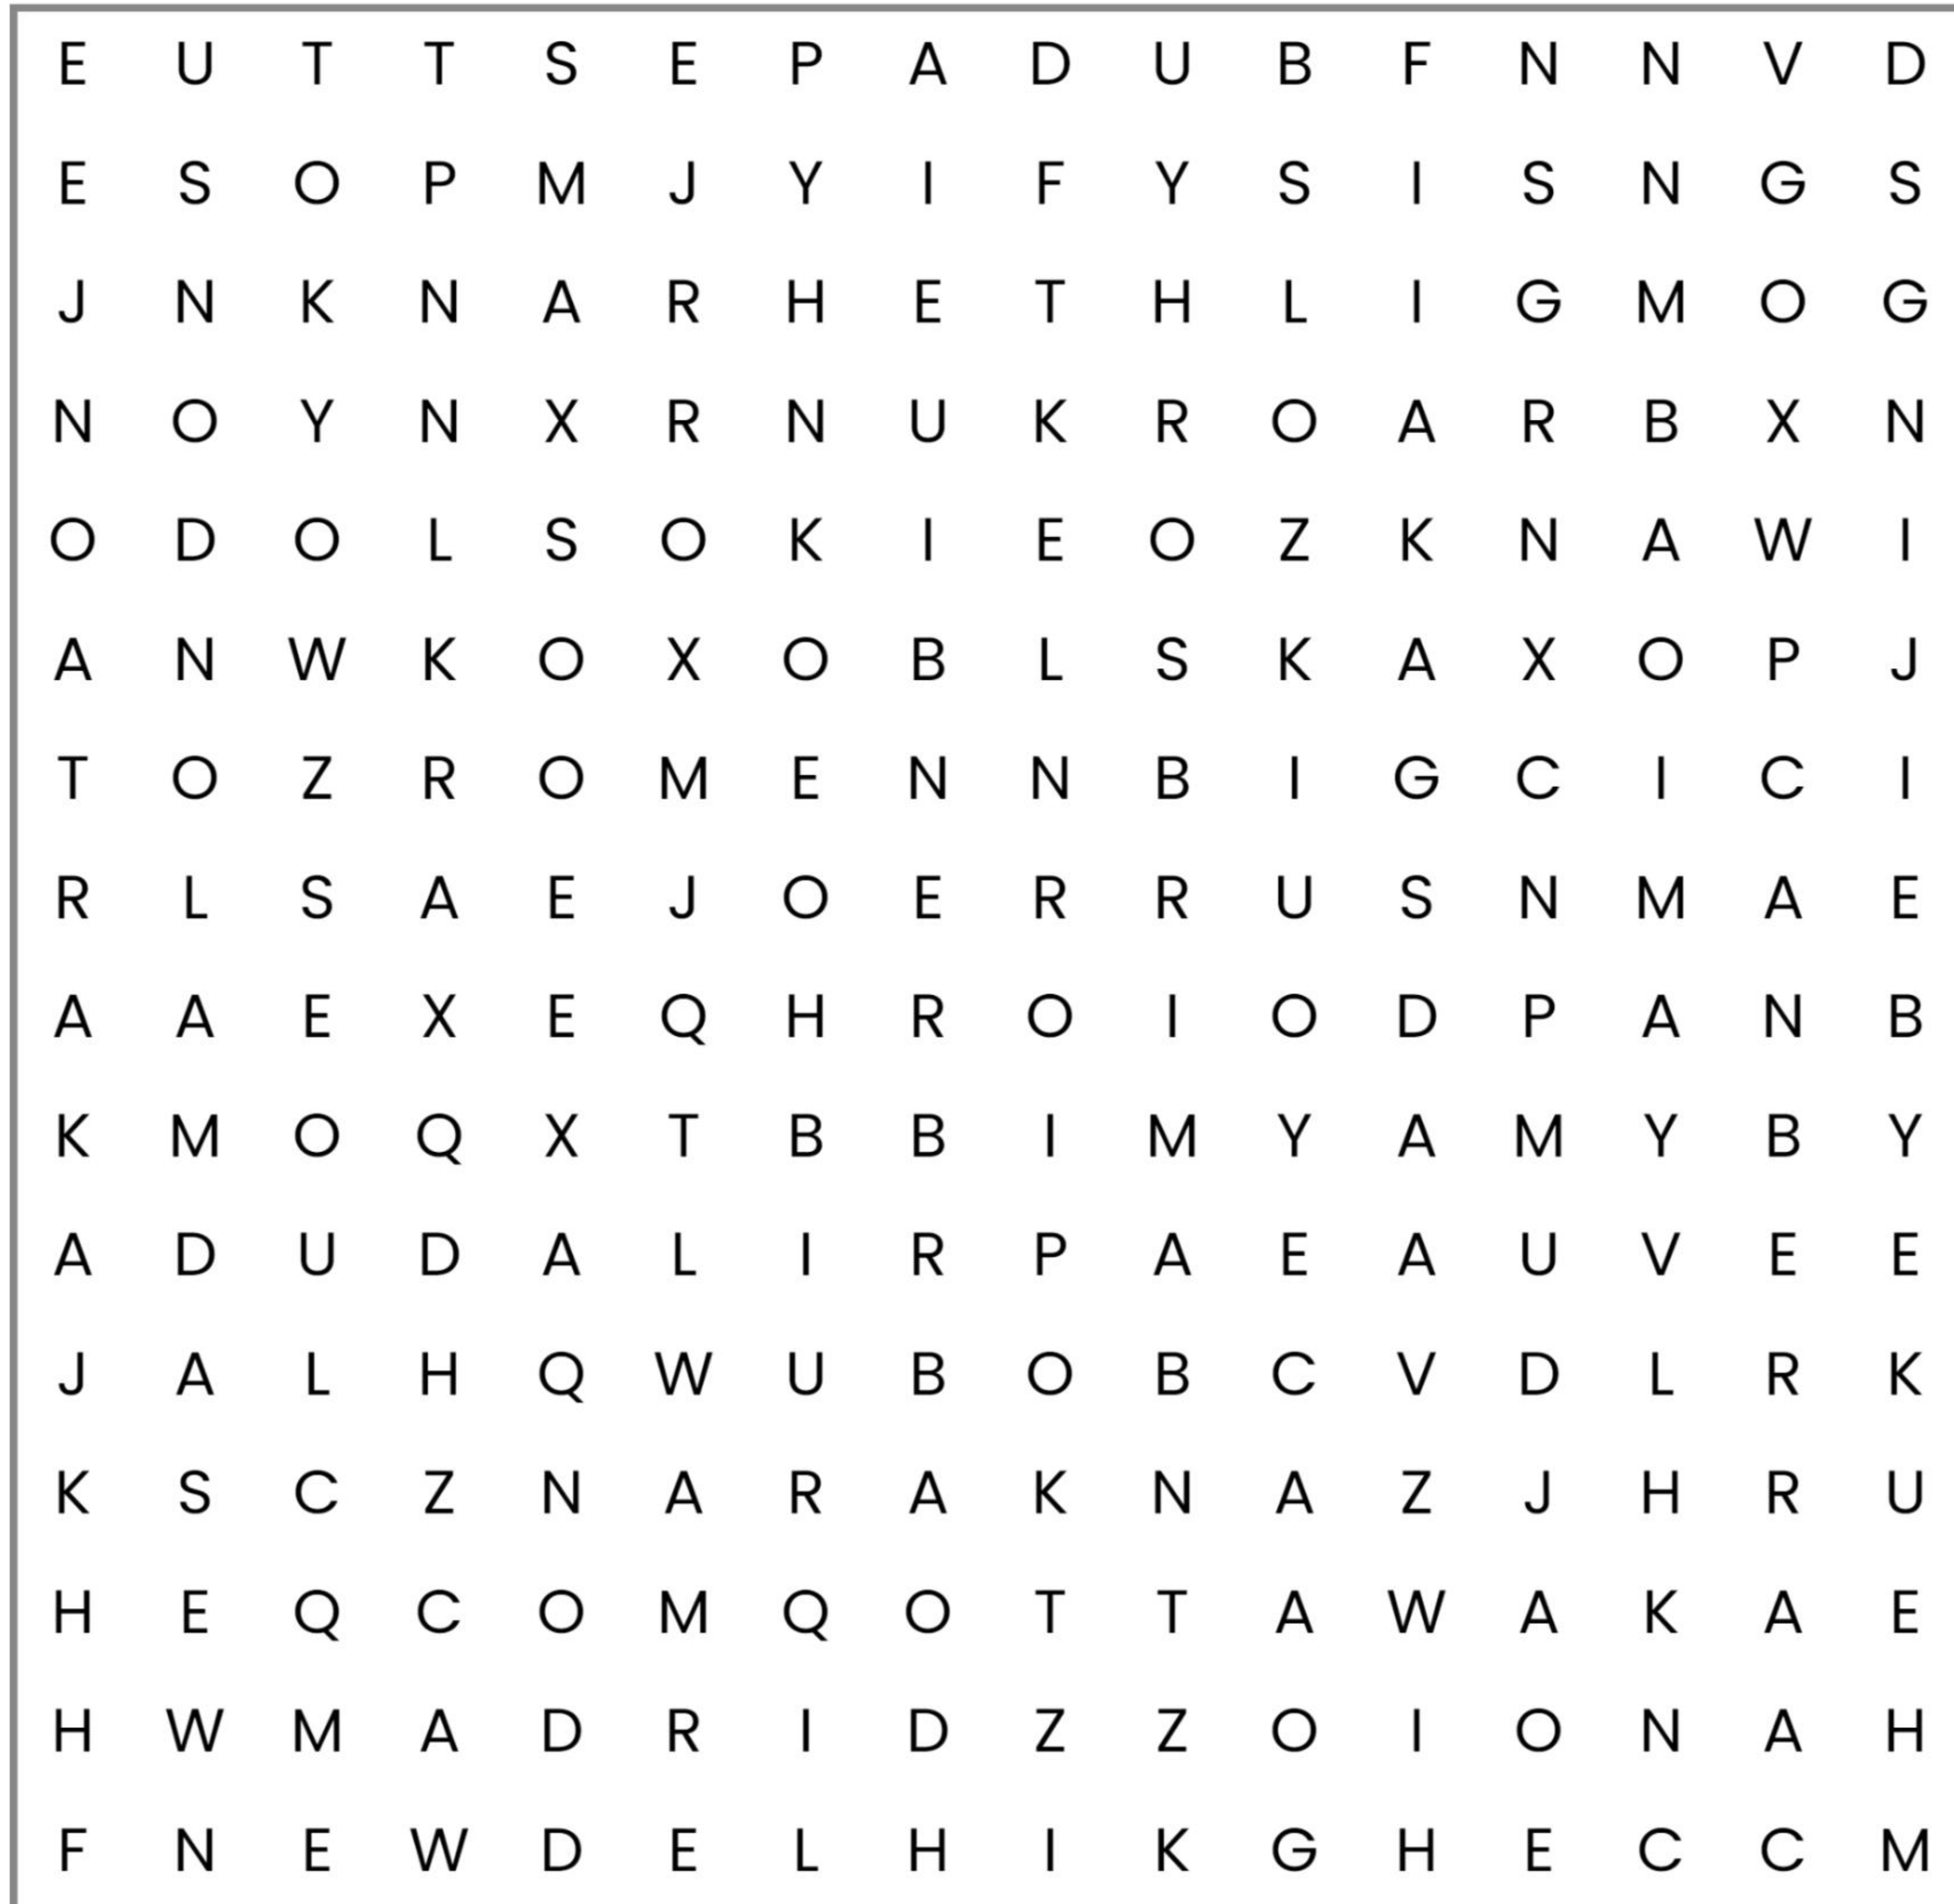 E U T T S E P A D U B F N N V D
E S O P M J Y I F Y S I S N G S
J N K N A R H E T H L I G M O G
N O Y N X R N U K R O A R B X N
O D O L S O K I E O Z K N A W I
A N W K O X O B L S K A X O P J
T O Z R O M E N N B I G C I C I
R L S A E J O E R R U S N M A E
A A E X E Q H R O I O D P A N B
K M O Q X T B B I M Y A M Y B Y
A D U D A L I R P A E A U V E E
J A L H Q W U B O B C V D L R K
K S C Z N A R A K N A Z J H R U
H E Q C O M Q O T T A W A K A E
H W M A D R I D Z Z O I O N A H
F N E W D E L H I K G H E C C M